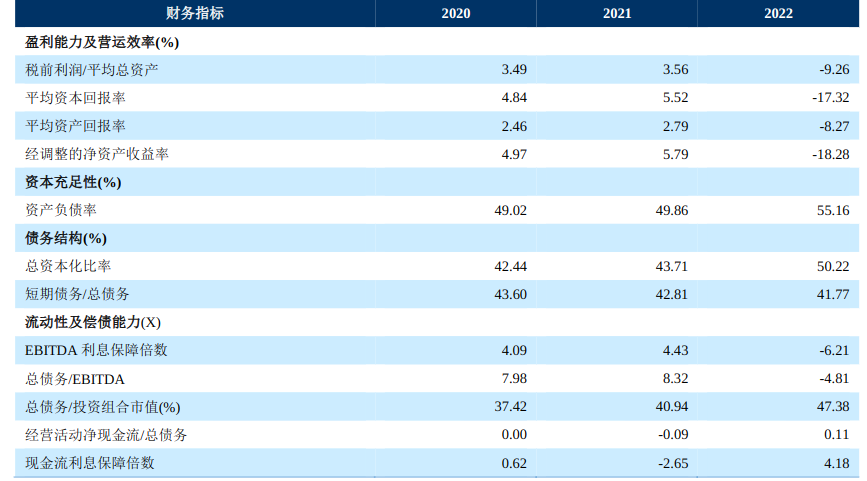 财务指标 2020 2021 2022
盈利能力及营运效率(%)
税前利润/平均总资产 3.49 3.56 -9.26
平均资本回报率 4.84 5.52 -17.32
平均资产回报率 2.46 2.79 -8.27
经调整的净资产收益率 4.97 5.79 -18.28
资本充足性(%)
资产负债率 49.02 49.86 55.16
债务结构(%)
总资本化比率 42.44 43.71 50.22
短期债务/总债务 43.60 42.81 41.77
流动性及偿债能力(X)
EBITDA 利息保障倍数 4.09 4.43 -6.21
总债务/EBITDA 7.98 8.32 -4.81
总债务/投资组合市值(%) 37.42 40.94 47.38
经营活动净现金流/总债务 0.00 -0.09 0.11
现金流利息保障倍数 0.62 -2.65 4.18